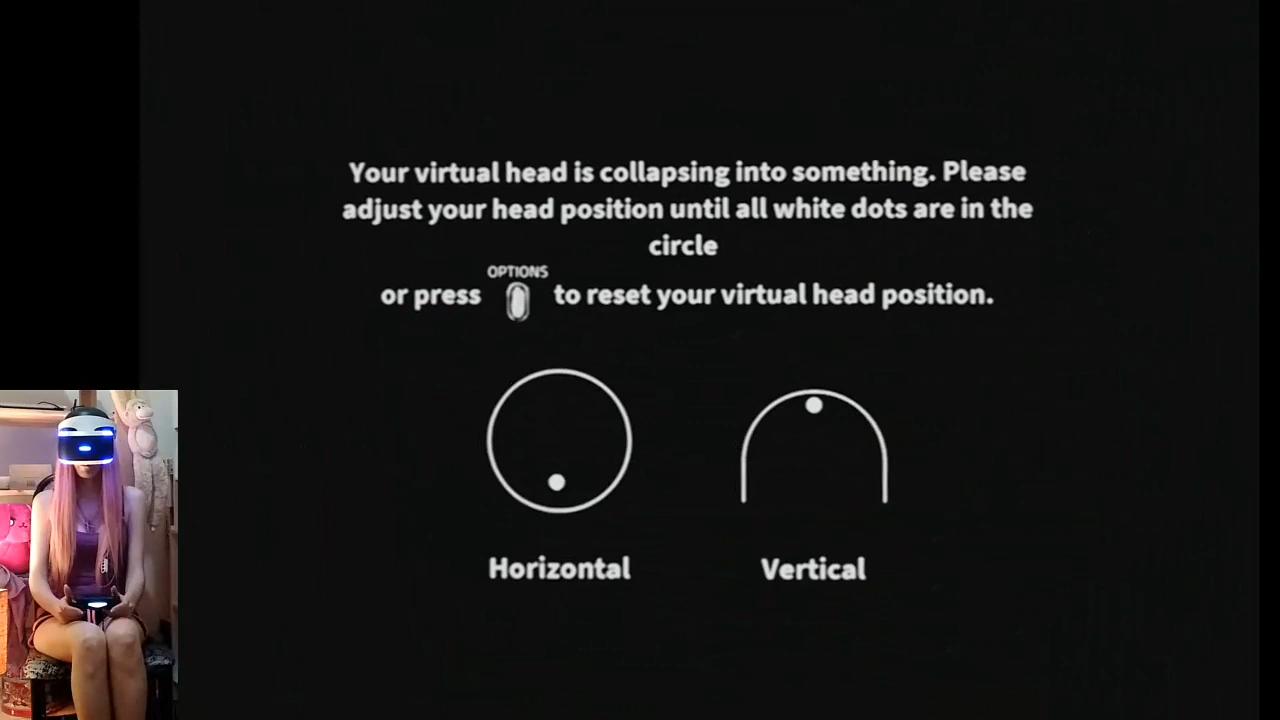 Your virtual head is collapsing into something. Please
adjust your head position until all white dots are in the
circle
OPTIONS
or press to reset your virtual head position.
Horizontal Vertical